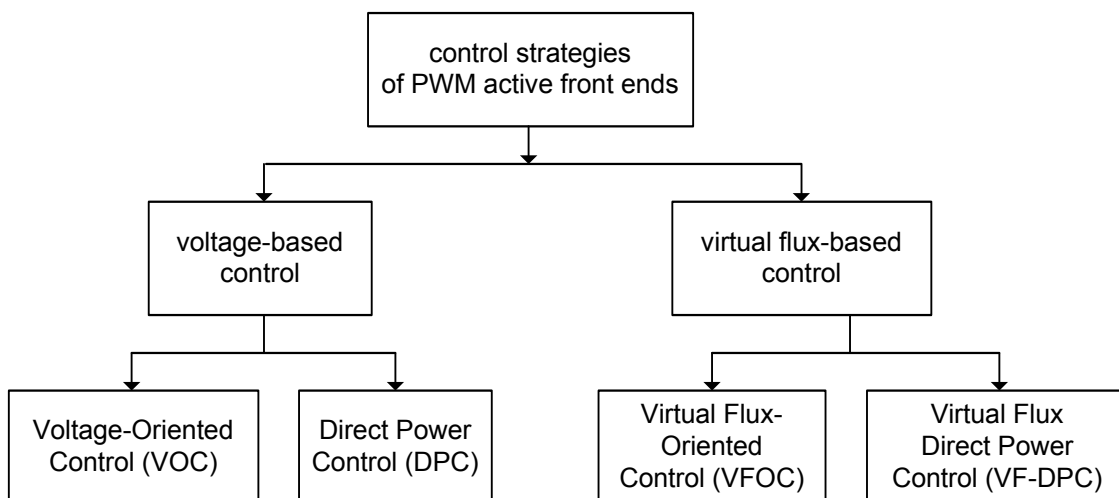 control strategies
of PWM active front ends
voltage-based
control
virtual flux-based
control
Voltage-Oriented
Control (VOC)
Direct Power
Control (DPC)
Virtual Flux-
Oriented
Control (VFOC)
Virtual Flux
Direct Power
Control (VF-DPC)